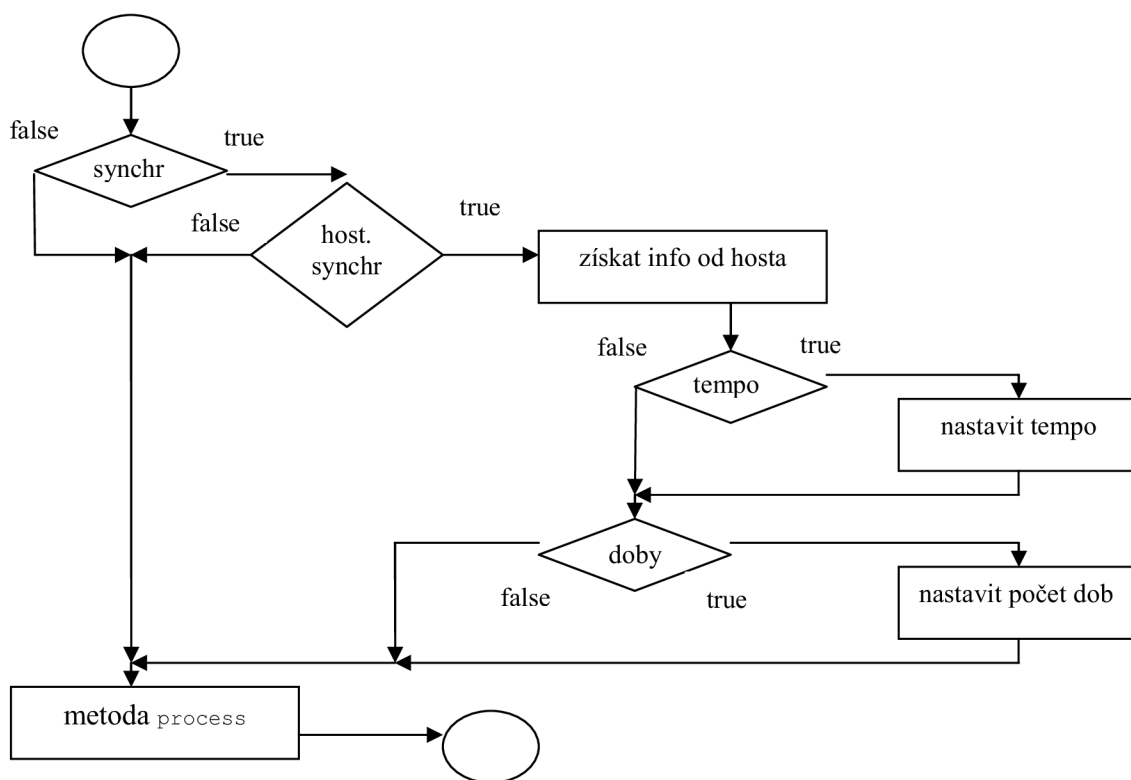 false
true
synchr
false
true
host.
synchr
získat info od hosta
false
true
tempo
nastavit tempo
doby
false
true
nastavit počet dob
metoda process